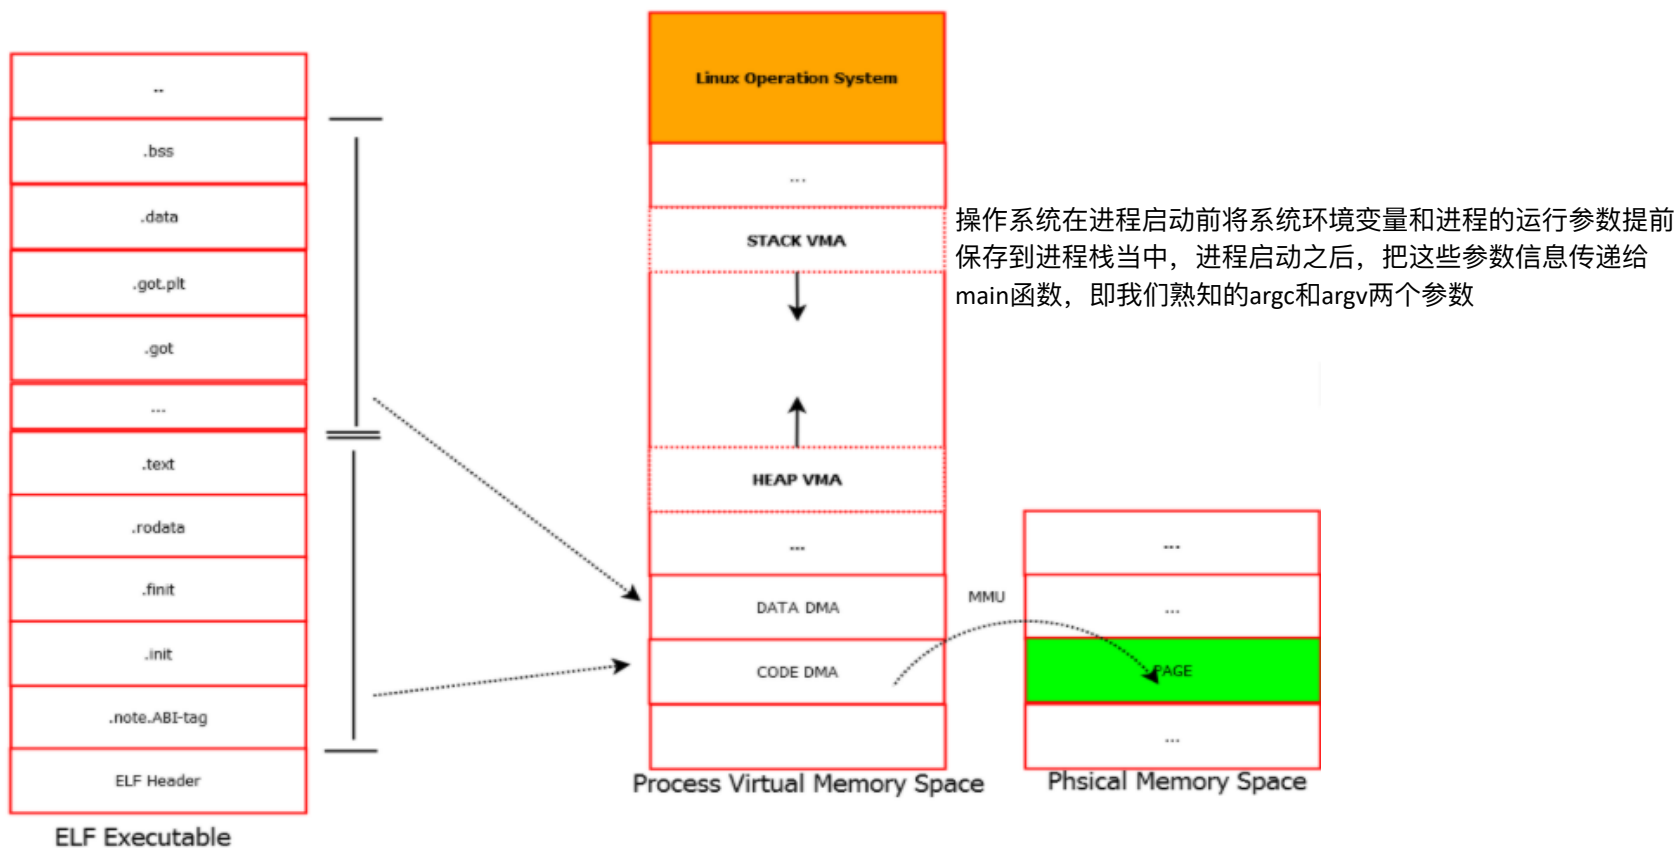 --
.bss
.data
.got.plt
.got
...
.text
.rodata
.finit
.init
.note.ABI-tag
ELF Header
ELF Executable
Linux Operation System
...
STACK VMA
HEAP VMA
...
DATA DMA
CODE DMA
Process Virtual Memory Space
操作系统在进程启动前将系统环境变量和进程的运行参数提前
保存到进程栈当中，进程启动之后，把这些参数信息传递给
main函数，即我们熟知的argc和argv两个参数
MMU
...
...
PAGE
...
Phsical Memory Space